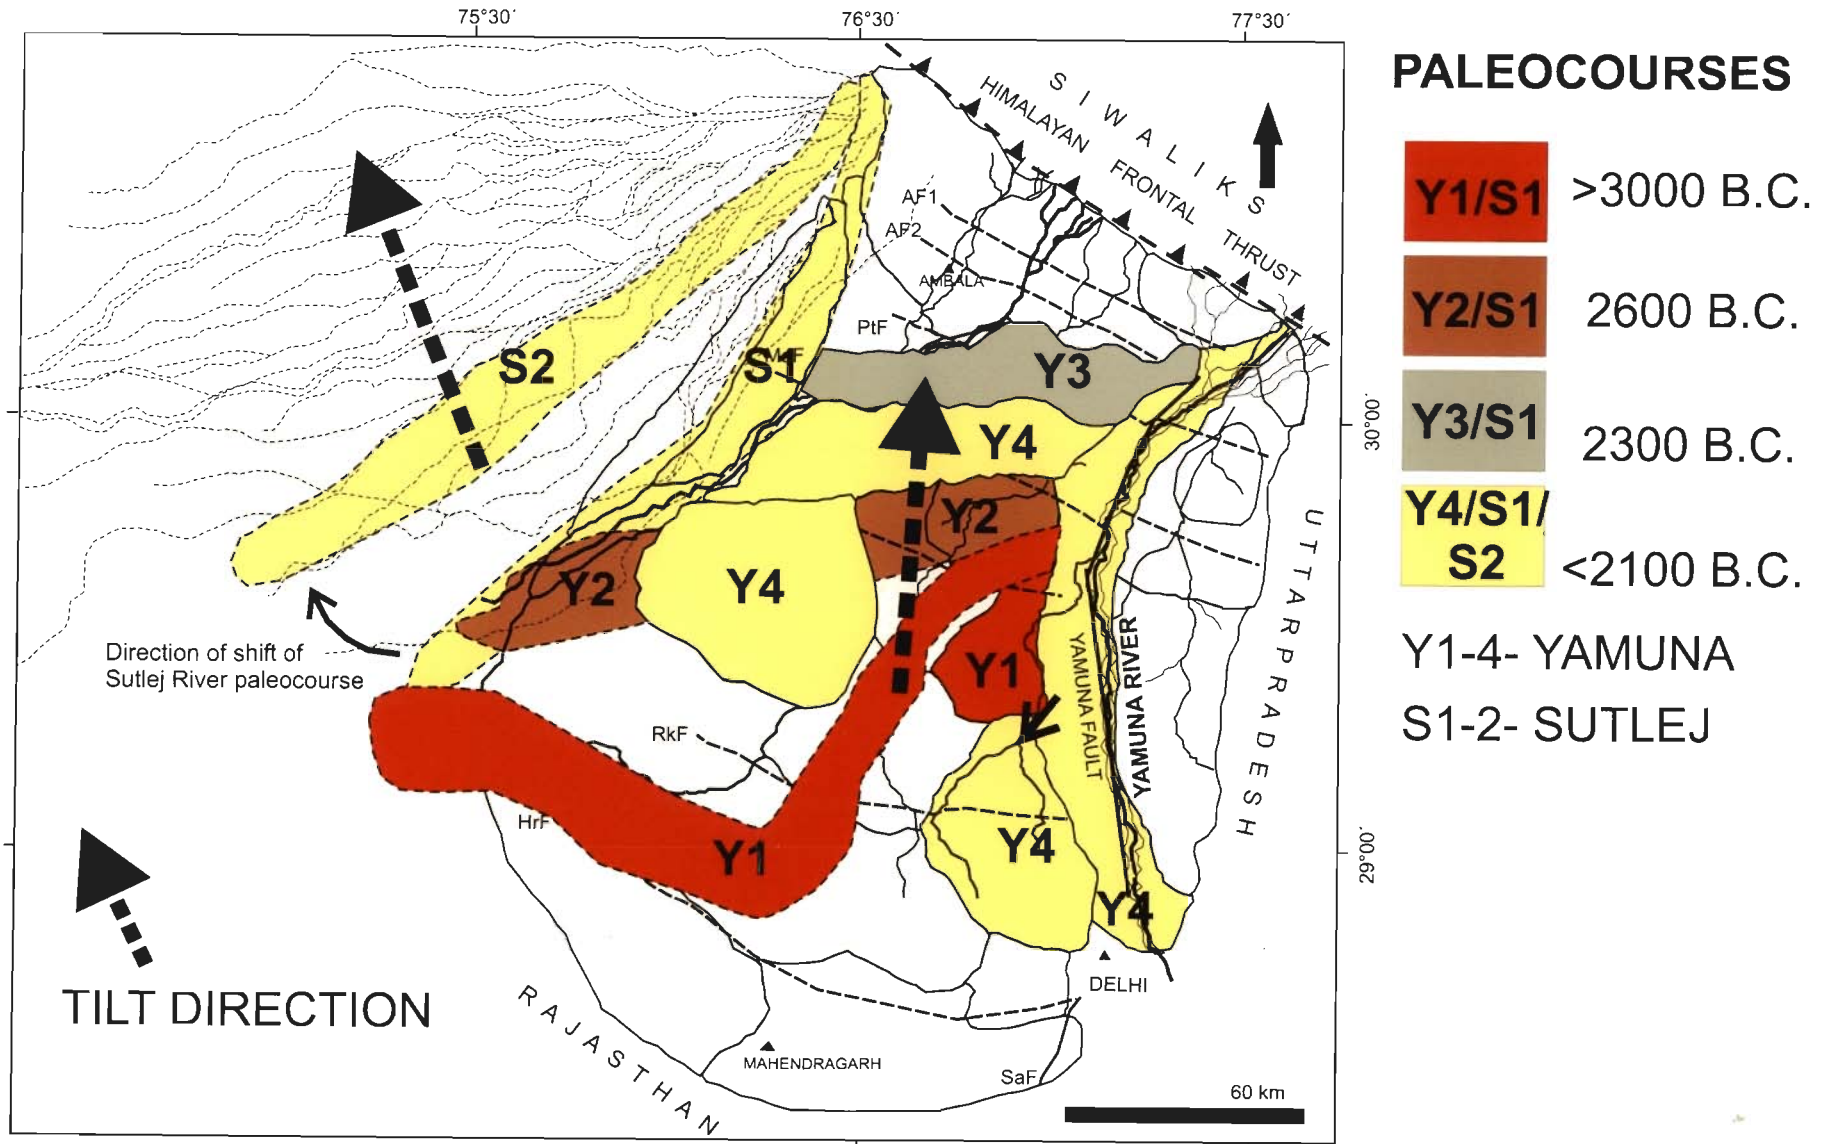 75°30´
76°30´
77°30´
SIWALIKS
HIMALAYAN FRONTAL THRUST
AF1
AF2
AMBALA
PtF
S2
S1
Y3
Y4
Y2
Y2
Y4
Y1
30°00´
29°00´
UTTARPRADESH
YAMUNA FAULT
YAMUNA RIVER
Direction of shift of
Sutlej River paleocourse
RkF
HrF
Y1
Y4
Y4
DELHI
TILT DIRECTION
RAJASTHAN
MAHENDRAGARH
SaF
60 km
PALEOCOURSES
Y1/S1 >3000 B.C.
Y2/S1 2600 B.C.
Y3/S1 2300 B.C.
Y4/S1/
S2 <2100 B.C.
Y1-4- YAMUNA
S1-2- SUTLEJ